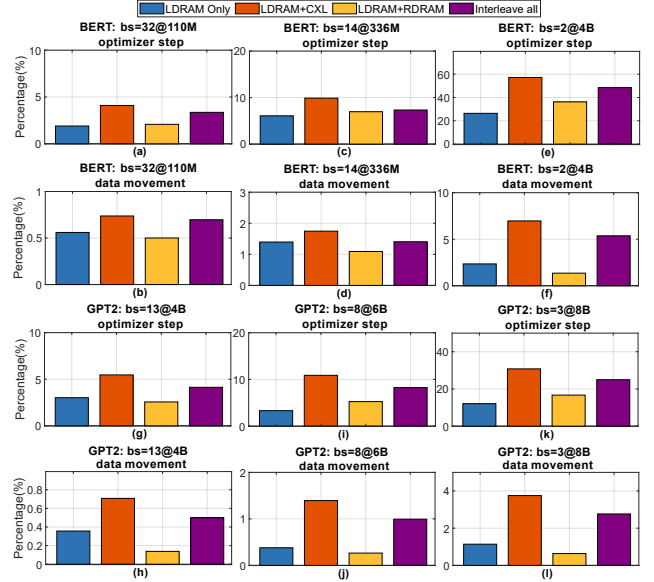 LDRAM Only LDRAM+CXL LDRAM+RDRAM Interleave all
BERT: bs=32@110M
optimizer step
Percentage(%)
10
5
0
(a)
BERT: bs=14@336M
optimizer step
20
10
0
(c)
BERT: bs=2@4B
optimizer step
60
40
20
0
(e)
BERT: bs=32@110M
data movement
Percentage(%)
1
0.5
0
(b)
BERT: bs=14@336M
data movement
3
2
1
0
(d)
BERT: bs=2@4B
data movement
10
5
0
(f)
GPT2: bs=13@4B
optimizer step
Percentage(%)
10
5
0
(g)
GPT2: bs=8@6B
optimizer step
20
10
0
(i)
GPT2: bs=3@8B
optimizer step
40
20
0
(k)
GPT2: bs=13@4B
data movement
Percentage(%)
0.8
0.6
0.4
0.2
0
(h)
GPT2: bs=8@6B
data movement
2
1
0
(j)
GPT2: bs=3@8B
data movement
4
2
0
(l)